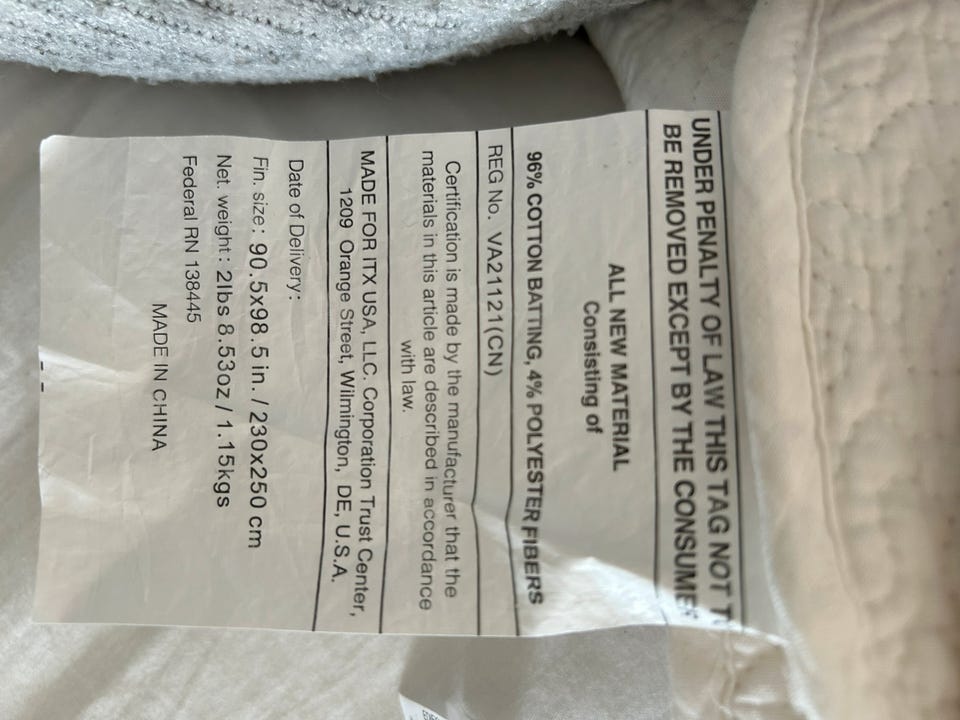 UNDER PENALTY OF LAW THIS TAG NOT
BE REMOVED EXCEPT BY THE CONSUMER
ALL NEW MATERIAL
Consisting of
96% COTTON BATTING, 4% POLYESTER FIBERS
REG No. VA21121(CN)
Certification is made by the manufacturer that the
materials in this article are described in accordance
with law.
MADE FOR ITX USA, LLC. Corporation Trust Center,
1209 Orange Street, Wilmington, DE, U.S.A.
Date of Delivery:
Fin. size: 90.5x98.5 in. / 230x250 cm
Net. weight: 2lbs 8.53oz / 1.15kgs
Federal RN 138445
MADE IN CHINA